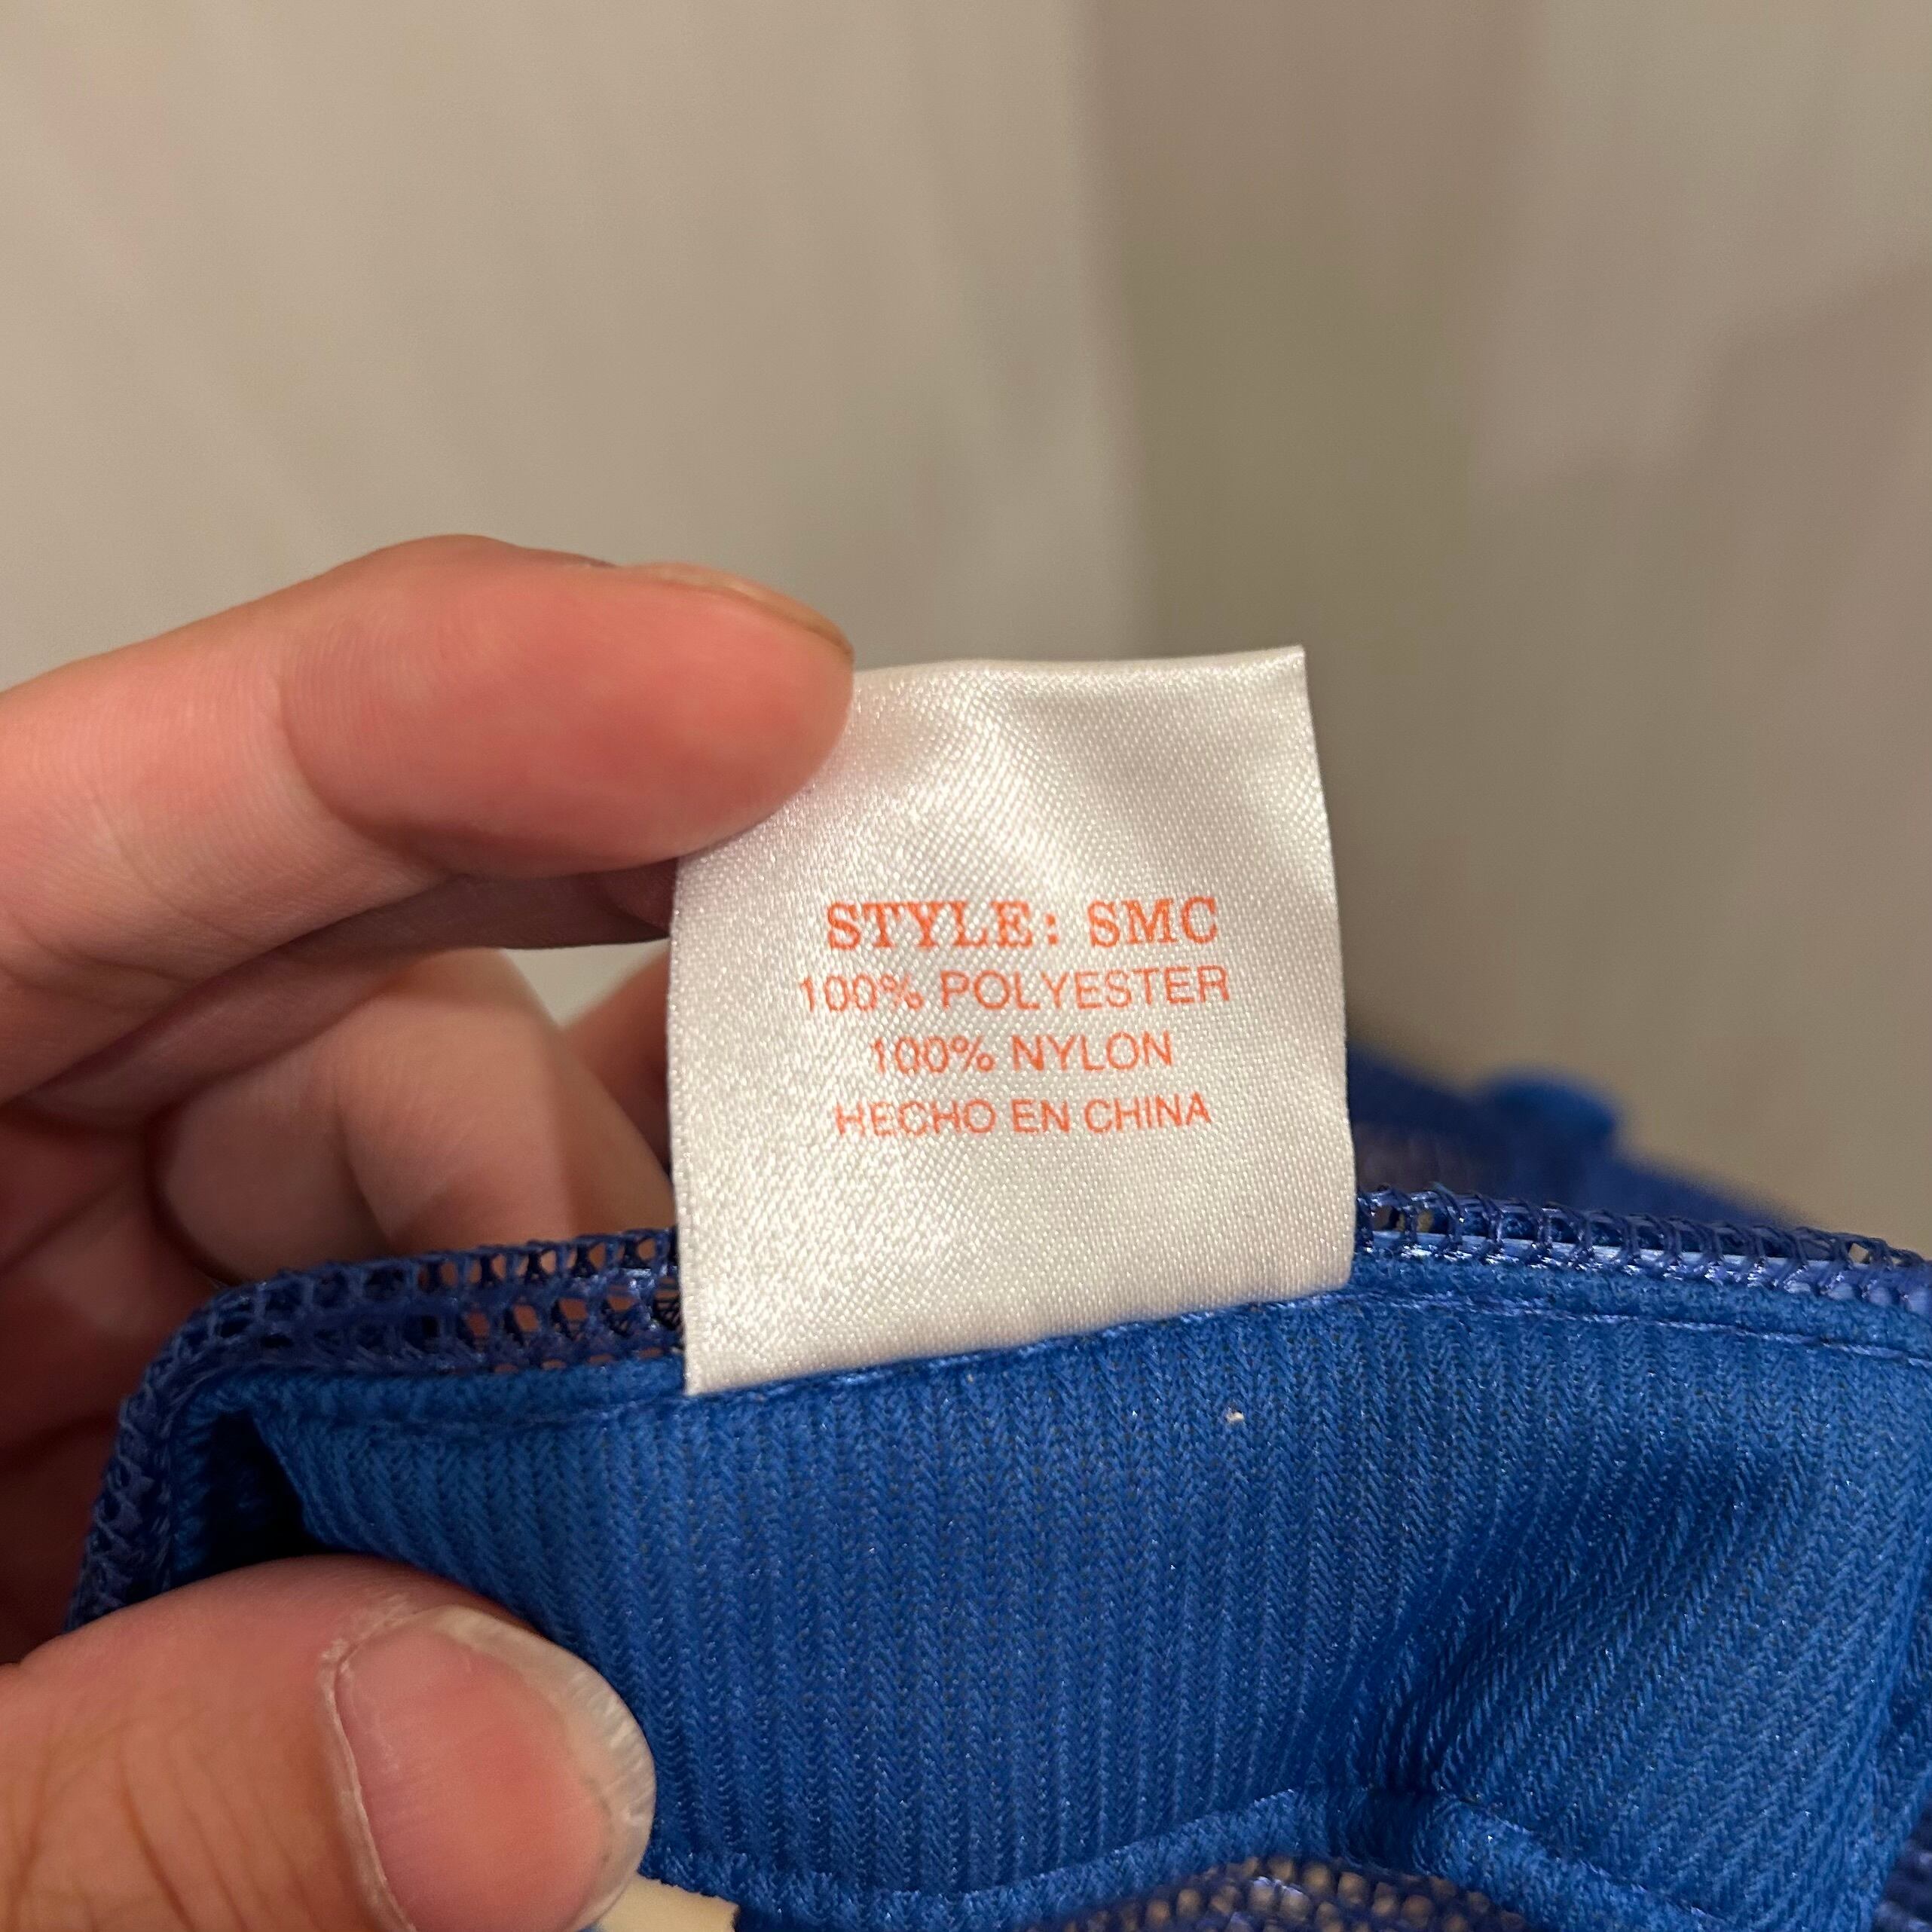 STYLE: SMC
100% POLYESTER
100% NYLON
HECHO EN CHINA